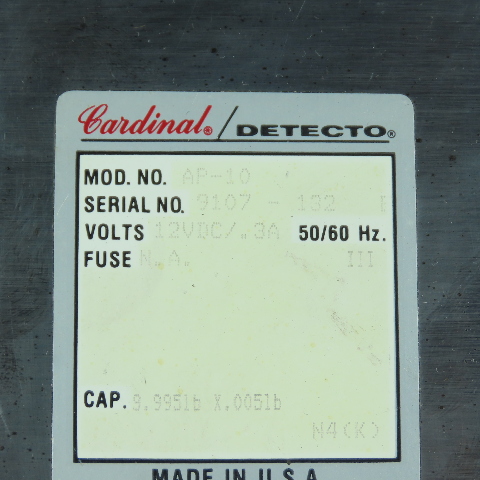 Cardinal® / DETECTO®
MOD. NO. AP-10
SERIAL NO. 9107 - 132
VOLTS 12VDC/.3A 50/60 Hz.
FUSE N.A. III
CAP. 9.995lb X.005lb
N4(K)
MADE IN U.S.A.